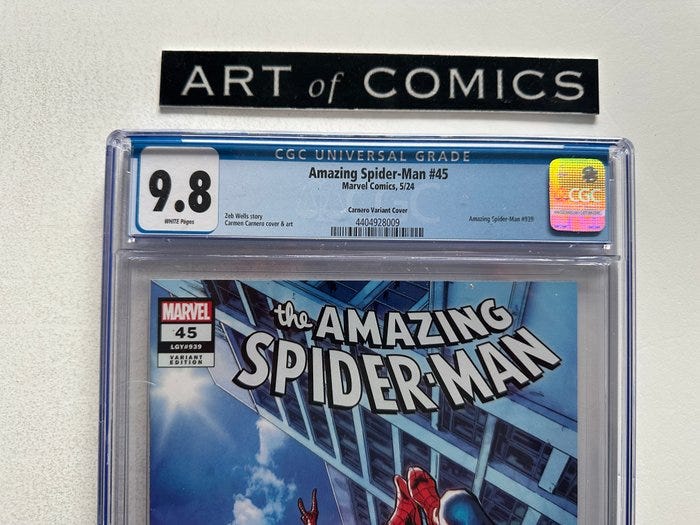 ART of COMICS
CGC UNIVERSAL GRADE
9.8
WHITE Pages
Amazing Spider-Man #45
Marvel Comics, 5/24
Carnero Variant Cover
Zeb Wells story
Carmen Carnero cover & art
4404928009
Amazing Spider-Man #939
CGC
MARVEL
45
LGY#939
VARIANT
EDITION
the AMAZING
SPIDER-MAN